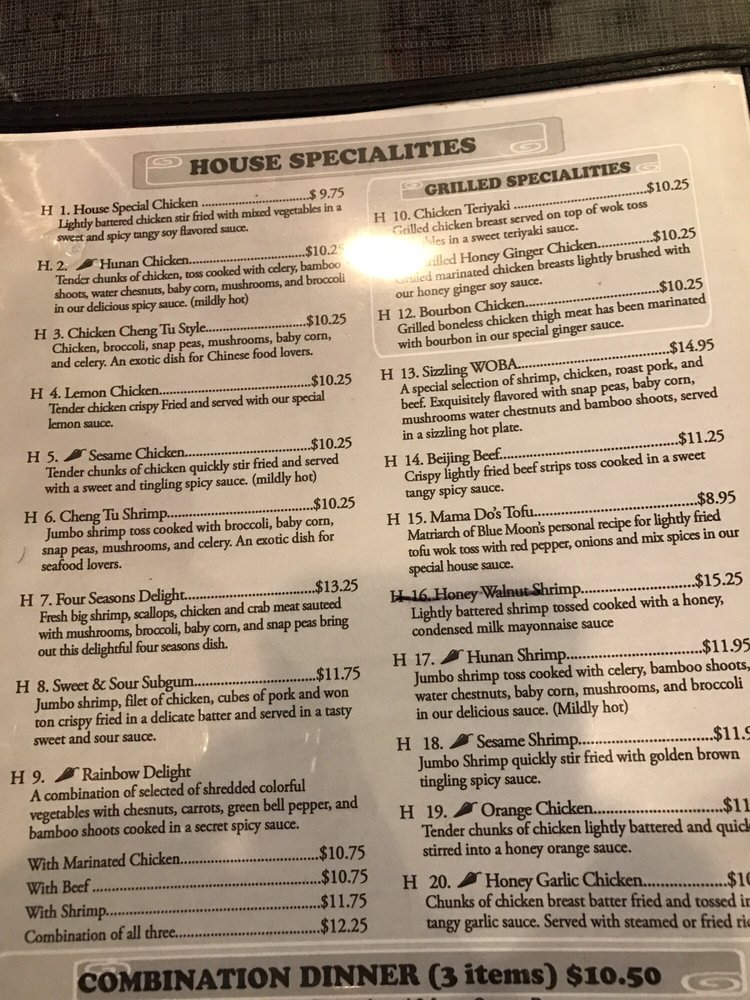 HOUSE SPECIALITIES
H 1. House Special Chicken ..........................$ 9.75
Lightly battered chicken stir fried with mixed vegetables in a
sweet and spicy tangy soy flavored sauce.
H. 2. Hunan Chicken..............................$10.2
Tender chunks of chicken, toss cooked with celery, bamboo
shoots, water chesnuts, baby corn, mushrooms, and broccoli
in our delicious spicy sauce. (mildly hot)
H 3. Chicken Cheng Tu Style..........................$10.25
Chicken, broccoli, snap peas, mushrooms, baby corn,
and celery. An exotic dish for Chinese food lovers.
H 4. Lemon Chicken...............................$10.25
Tender chicken crispy Fried and served with our special
lemon sauce.
H 5. Sesame Chicken..........................$10.25
Tender chunks of chicken quickly stir fried and served
with a sweet and tingling spicy sauce. (mildly hot)
H 6. Cheng Tu Shrimp..............................$10.25
Jumbo shrimp toss cooked with broccoli, baby corn,
snap peas, mushrooms, and celery. An exotic dish for
seafood lovers.
H 7. Four Seasons Delight..........................$13.25
Fresh big shrimp, scallops, chicken and crab meat sauteed
with mushrooms, broccoli, baby corn, and snap peas bring
out this delightful four seasons dish.
H 8. Sweet & Sour Subgum..........................$11.75
Jumbo shrimp, filet of chicken, cubes of pork and won
ton crispy fried in a delicate batter and served in a tasty
sweet and sour sauce.
H 9. Rainbow Delight
A combination of selected of shredded colorful
vegetables with chesnuts, carrots, green bell pepper, and
bamboo shoots cooked in a secret spicy sauce.
With Marinated Chicken..........................$10.75
With Beef ..........................................$10.75
With Shrimp.......................................$11.75
Combination of all three..........................$12.25
GRILLED SPECIALITIES
H 10. Chicken Teriyaki ..........................$10.25
Grilled chicken breast served on top of wok toss
les in a sweet teriyaki sauce.
illed Honey Ginger Chicken..............$10.25
Grilled marinated chicken breasts lightly brushed with
our honey ginger soy sauce.
H 12. Bourbon Chicken..........................$10.25
Grilled boneless chicken thigh meat has been marinated
with bourbon in our special ginger sauce.
H 13. Sizzling WOBA..........................$14.95
A special selection of shrimp, chicken, roast pork, and
beef. Exquisitely flavored with snap peas, baby corn,
mushrooms water chestnuts and bamboo shoots, served
in a sizzling hot plate.
H 14. Beijing Beef..............................$11.25
Crispy lightly fried beef strips toss cooked in a sweet
tangy spicy sauce.
H 15. Mama Do's Tofu..........................$8.95
Matriarch of Blue Moon's personal recipe for lightly fried
tofu wok toss with red pepper, onions and mix spices in our
special house sauce.
H 16. Honey Walnut Shrimp..................$15.25
Lightly battered shrimp tossed cooked with a honey,
condensed milk mayonnaise sauce
H 17. Hunan Shrimp..........................$11.95
Jumbo shrimp toss cooked with celery, bamboo shoots,
water chestnuts, baby corn, mushrooms, and broccoli
in our delicious sauce. (Mildly hot)
H 18. Sesame Shrimp..........................$11.9
Jumbo Shrimp quickly stir fried with golden brown
tingling spicy sauce.
H 19. Orange Chicken..........................$11
Tender chunks of chicken lightly battered and quick
stirred into a honey orange sauce.
H 20. Honey Garlic Chicken..................$10
Chunks of chicken breast batter fried and tossed in
tangy garlic sauce. Served with steamed or fried ric
COMBINATION DINNER (3 items) $10.50